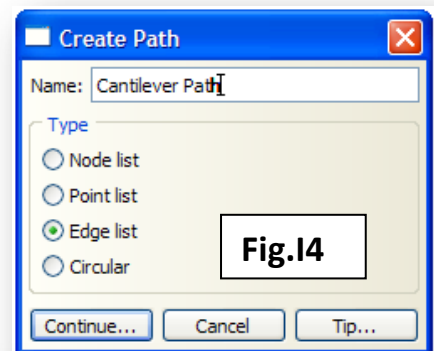 Create Path
Name: Cantilever Path
Type
Node list
Point list
Edge list
Circular
Fig.I4
Continue... Cancel Tip...